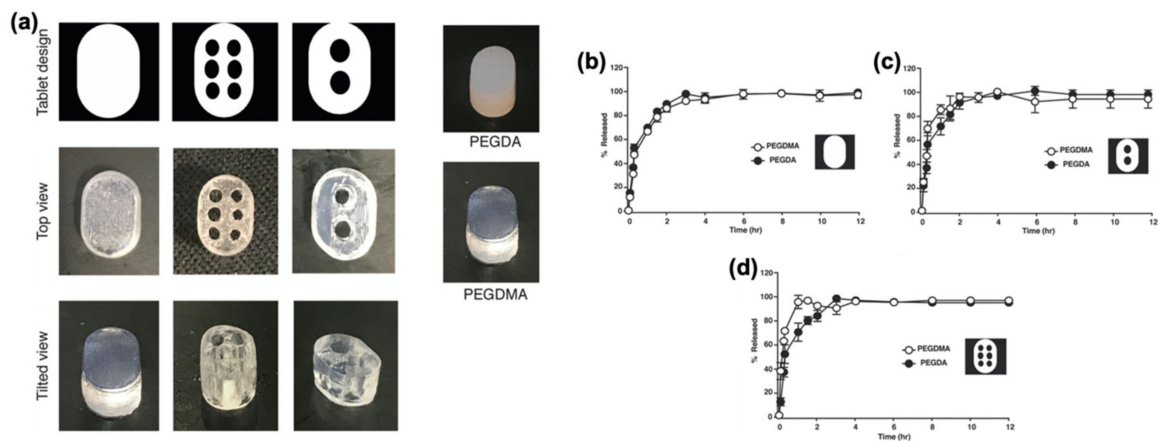 (a)
Tablet design
Top view
Tilted view
PEGDA
PEGDMA
(b)
120
100
80
60
40
20
0
% Released
0 2 4 6 8 10 12
Time (hr)
PEGDMA
PEGDA
(c)
120
100
80
60
40
20
0
% Released
0 2 4 6 8 10 12
Time (hr)
PEGDMA
PEGDA
(d)
120
100
80
60
40
20
0
% Released
0 2 4 6 8 10 12
Time (hr)
PEGDMA
PEGDA